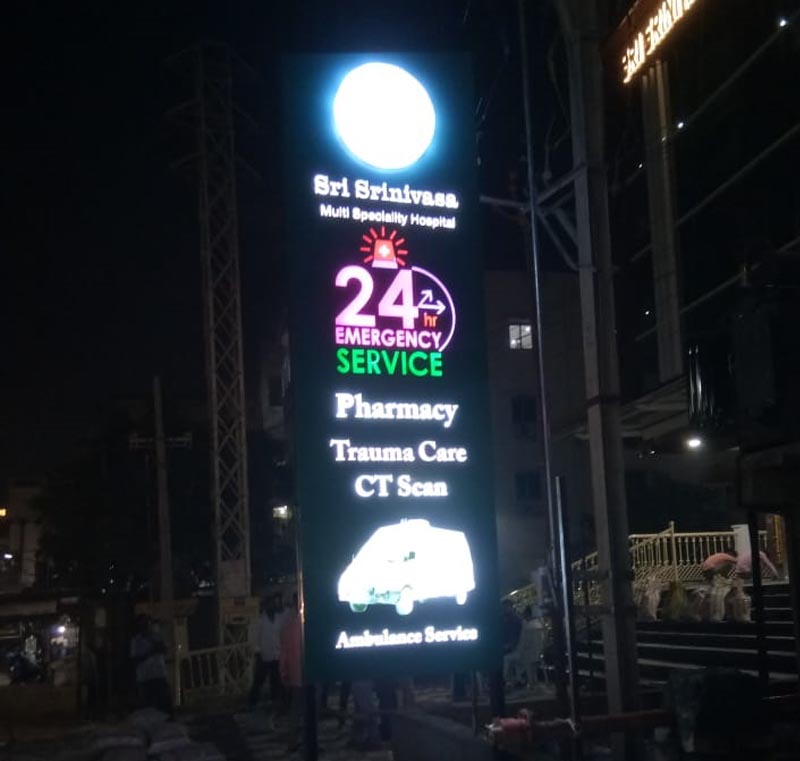 Sri Srinivasa
Multi Speciality Hospital
24
hr
EMERGENCY
SERVICE
Pharmacy
Trauma Care
CT Scan
Ambulance Service